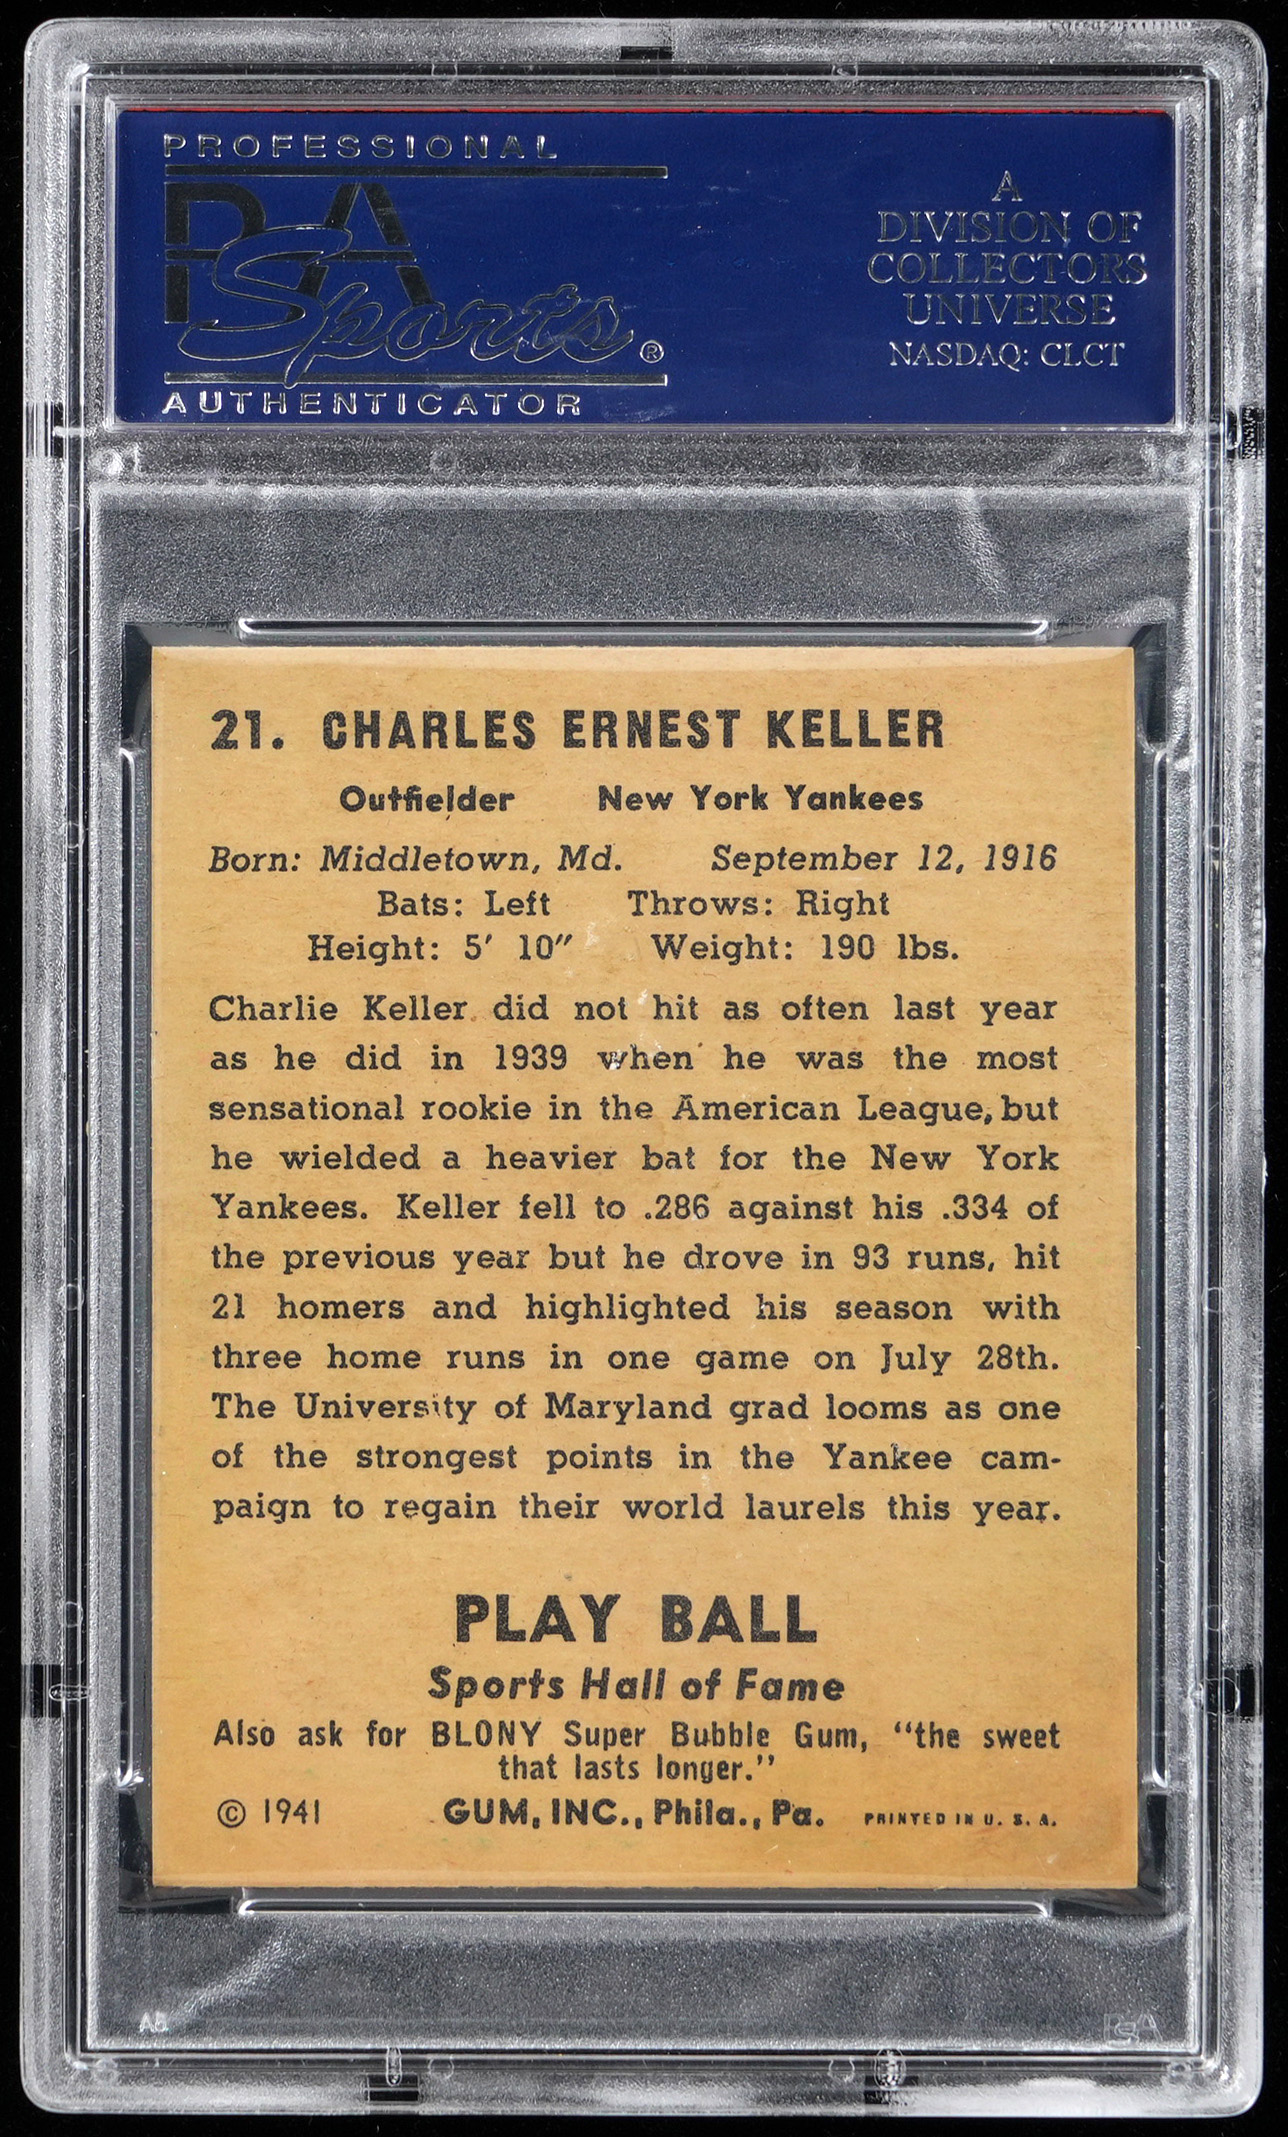 PROFESSIONAL
PSA
Sports ®
AUTHENTICATOR
A
DIVISION OF
COLLECTORS
UNIVERSE
NASDAQ: CLCT
21. CHARLES ERNEST KELLER
Outfielder New York Yankees
Born: Middletown, Md. September 12, 1916
Bats: Left Throws: Right
Height: 5′ 10″ Weight: 190 lbs.
Charlie Keller did not hit as often last year
as he did in 1939 when he was the most
sensational rookie in the American League, but
he wielded a heavier bat for the New York
Yankees. Keller fell to .286 against his .334 of
the previous year but he drove in 93 runs, hit
21 homers and highlighted his season with
three home runs in one game on July 28th.
The University of Maryland grad looms as one
of the strongest points in the Yankee cam-
paign to regain their world laurels this year.
PLAY BALL
Sports Hall of Fame
Also ask for BLONY Super Bubble Gum, “the sweet
that lasts longer.”
© 1941 GUM, INC., Phila., Pa. PRINTED IN U. S. A.
AB PSA